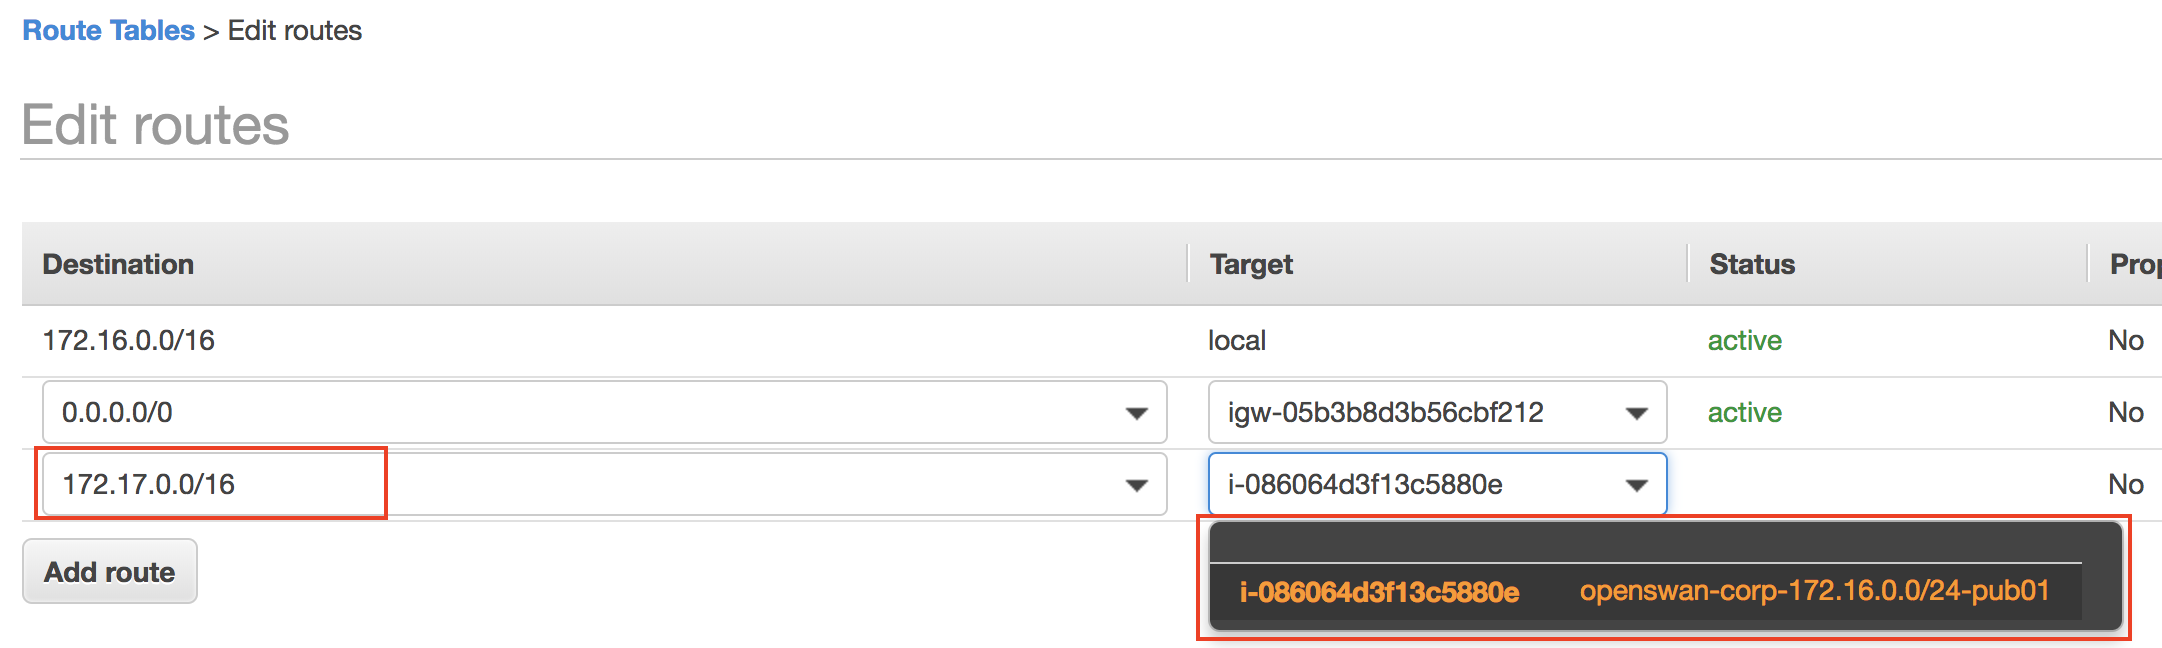 Route Tables > Edit routes
Edit routes
Destination Target Status Prop
172.16.0.0/16 local active No
0.0.0.0/0 igw-05b3b8d3b56cbf212 active No
172.17.0.0/16 i-086064d3f13c5880e No
Add route
i-086064d3f13c5880e openswan-corp-172.16.0.0/24-pub01